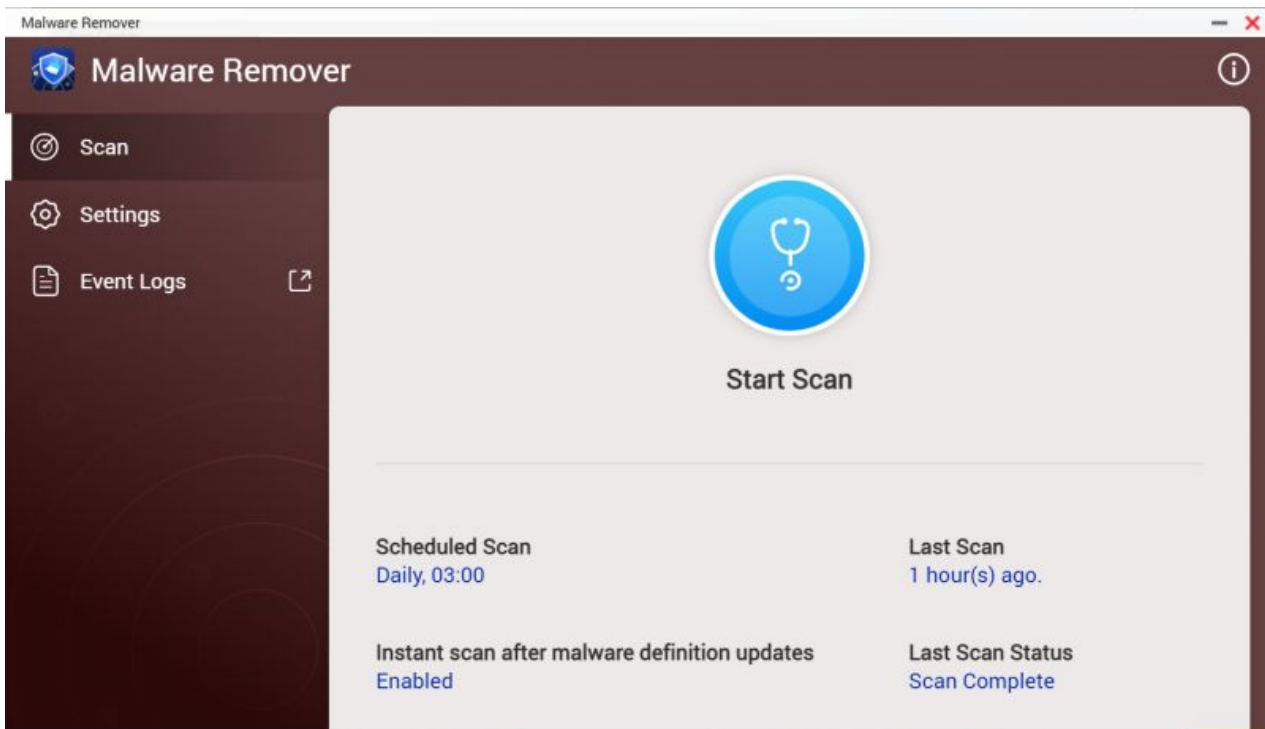 Malware Remover
Malware Remover
Scan
Settings
Event Logs
Start Scan
Scheduled Scan
Daily, 03:00
Last Scan
1 hour(s) ago.
Instant scan after malware definition updates
Enabled
Last Scan Status
Scan Complete